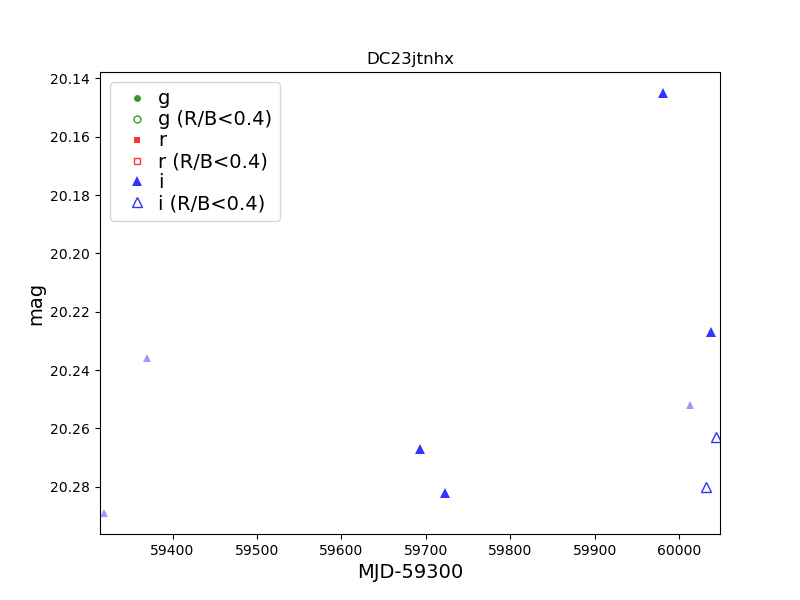 DC23jtnhx
20.14
20.16
20.18
20.20
20.22
20.24
20.26
20.28
mag
g
g (R/B<0.4)
r
r (R/B<0.4)
i
i (R/B<0.4)
59400 59500 59600 59700 59800 59900 60000
MJD-59300